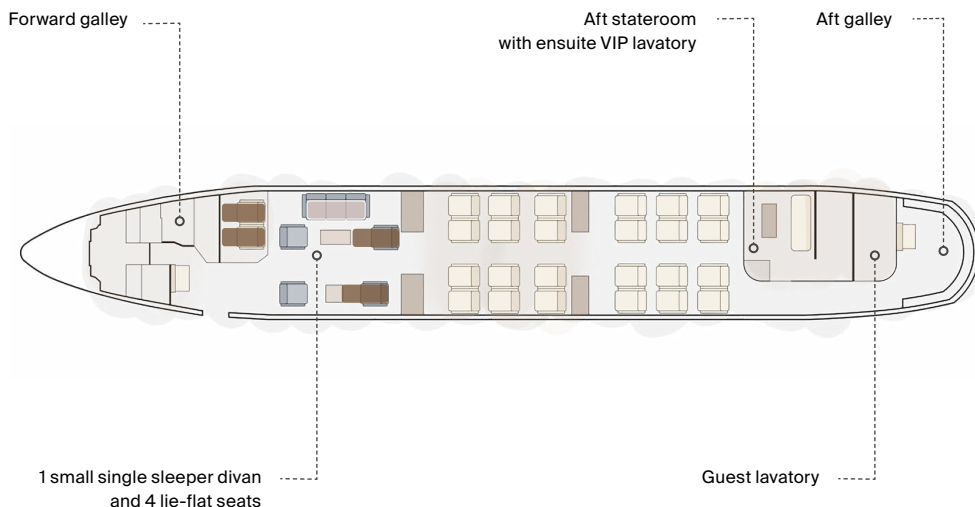 Forward galley
Aft stateroom
with ensuite VIP lavatory
Aft galley
1 small single sleeper divan
and 4 lie-flat seats
Guest lavatory